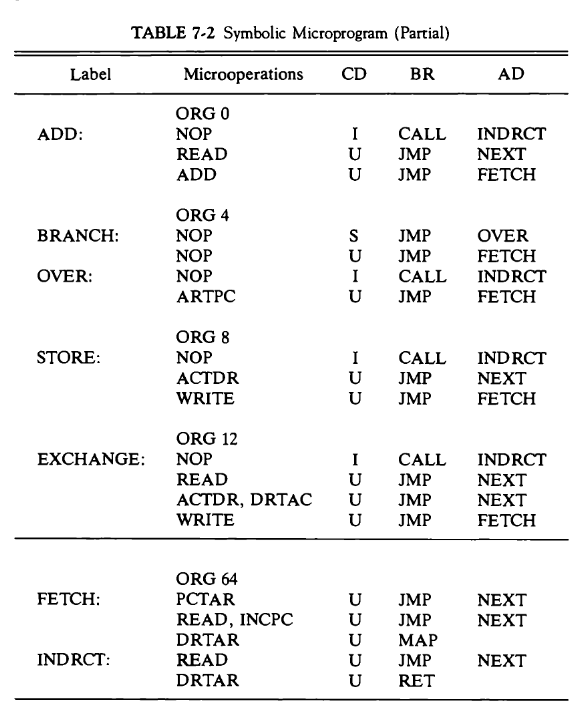 TABLE 7-2 Symbolic Microprogram (Partial)
Label Microoperations CD BR AD
ORG 0
ADD: NOP I CALL INDRCT
READ U JMP NEXT
ADD U JMP FETCH
ORG 4
BRANCH: NOP S JMP OVER
NOP U JMP FETCH
OVER: NOP I CALL INDRCT
ARTPC U JMP FETCH
ORG 8
STORE: NOP I CALL INDRCT
ACTDR U JMP NEXT
WRITE U JMP FETCH
ORG 12
EXCHANGE: NOP I CALL INDRCT
READ U JMP NEXT
ACTDR, DRTAC U JMP NEXT
WRITE U JMP FETCH
ORG 64
FETCH: PCTAR U JMP NEXT
READ, INCPC U JMP NEXT
DRTAR U MAP
INDRCT: READ U JMP NEXT
DRTAR U RET